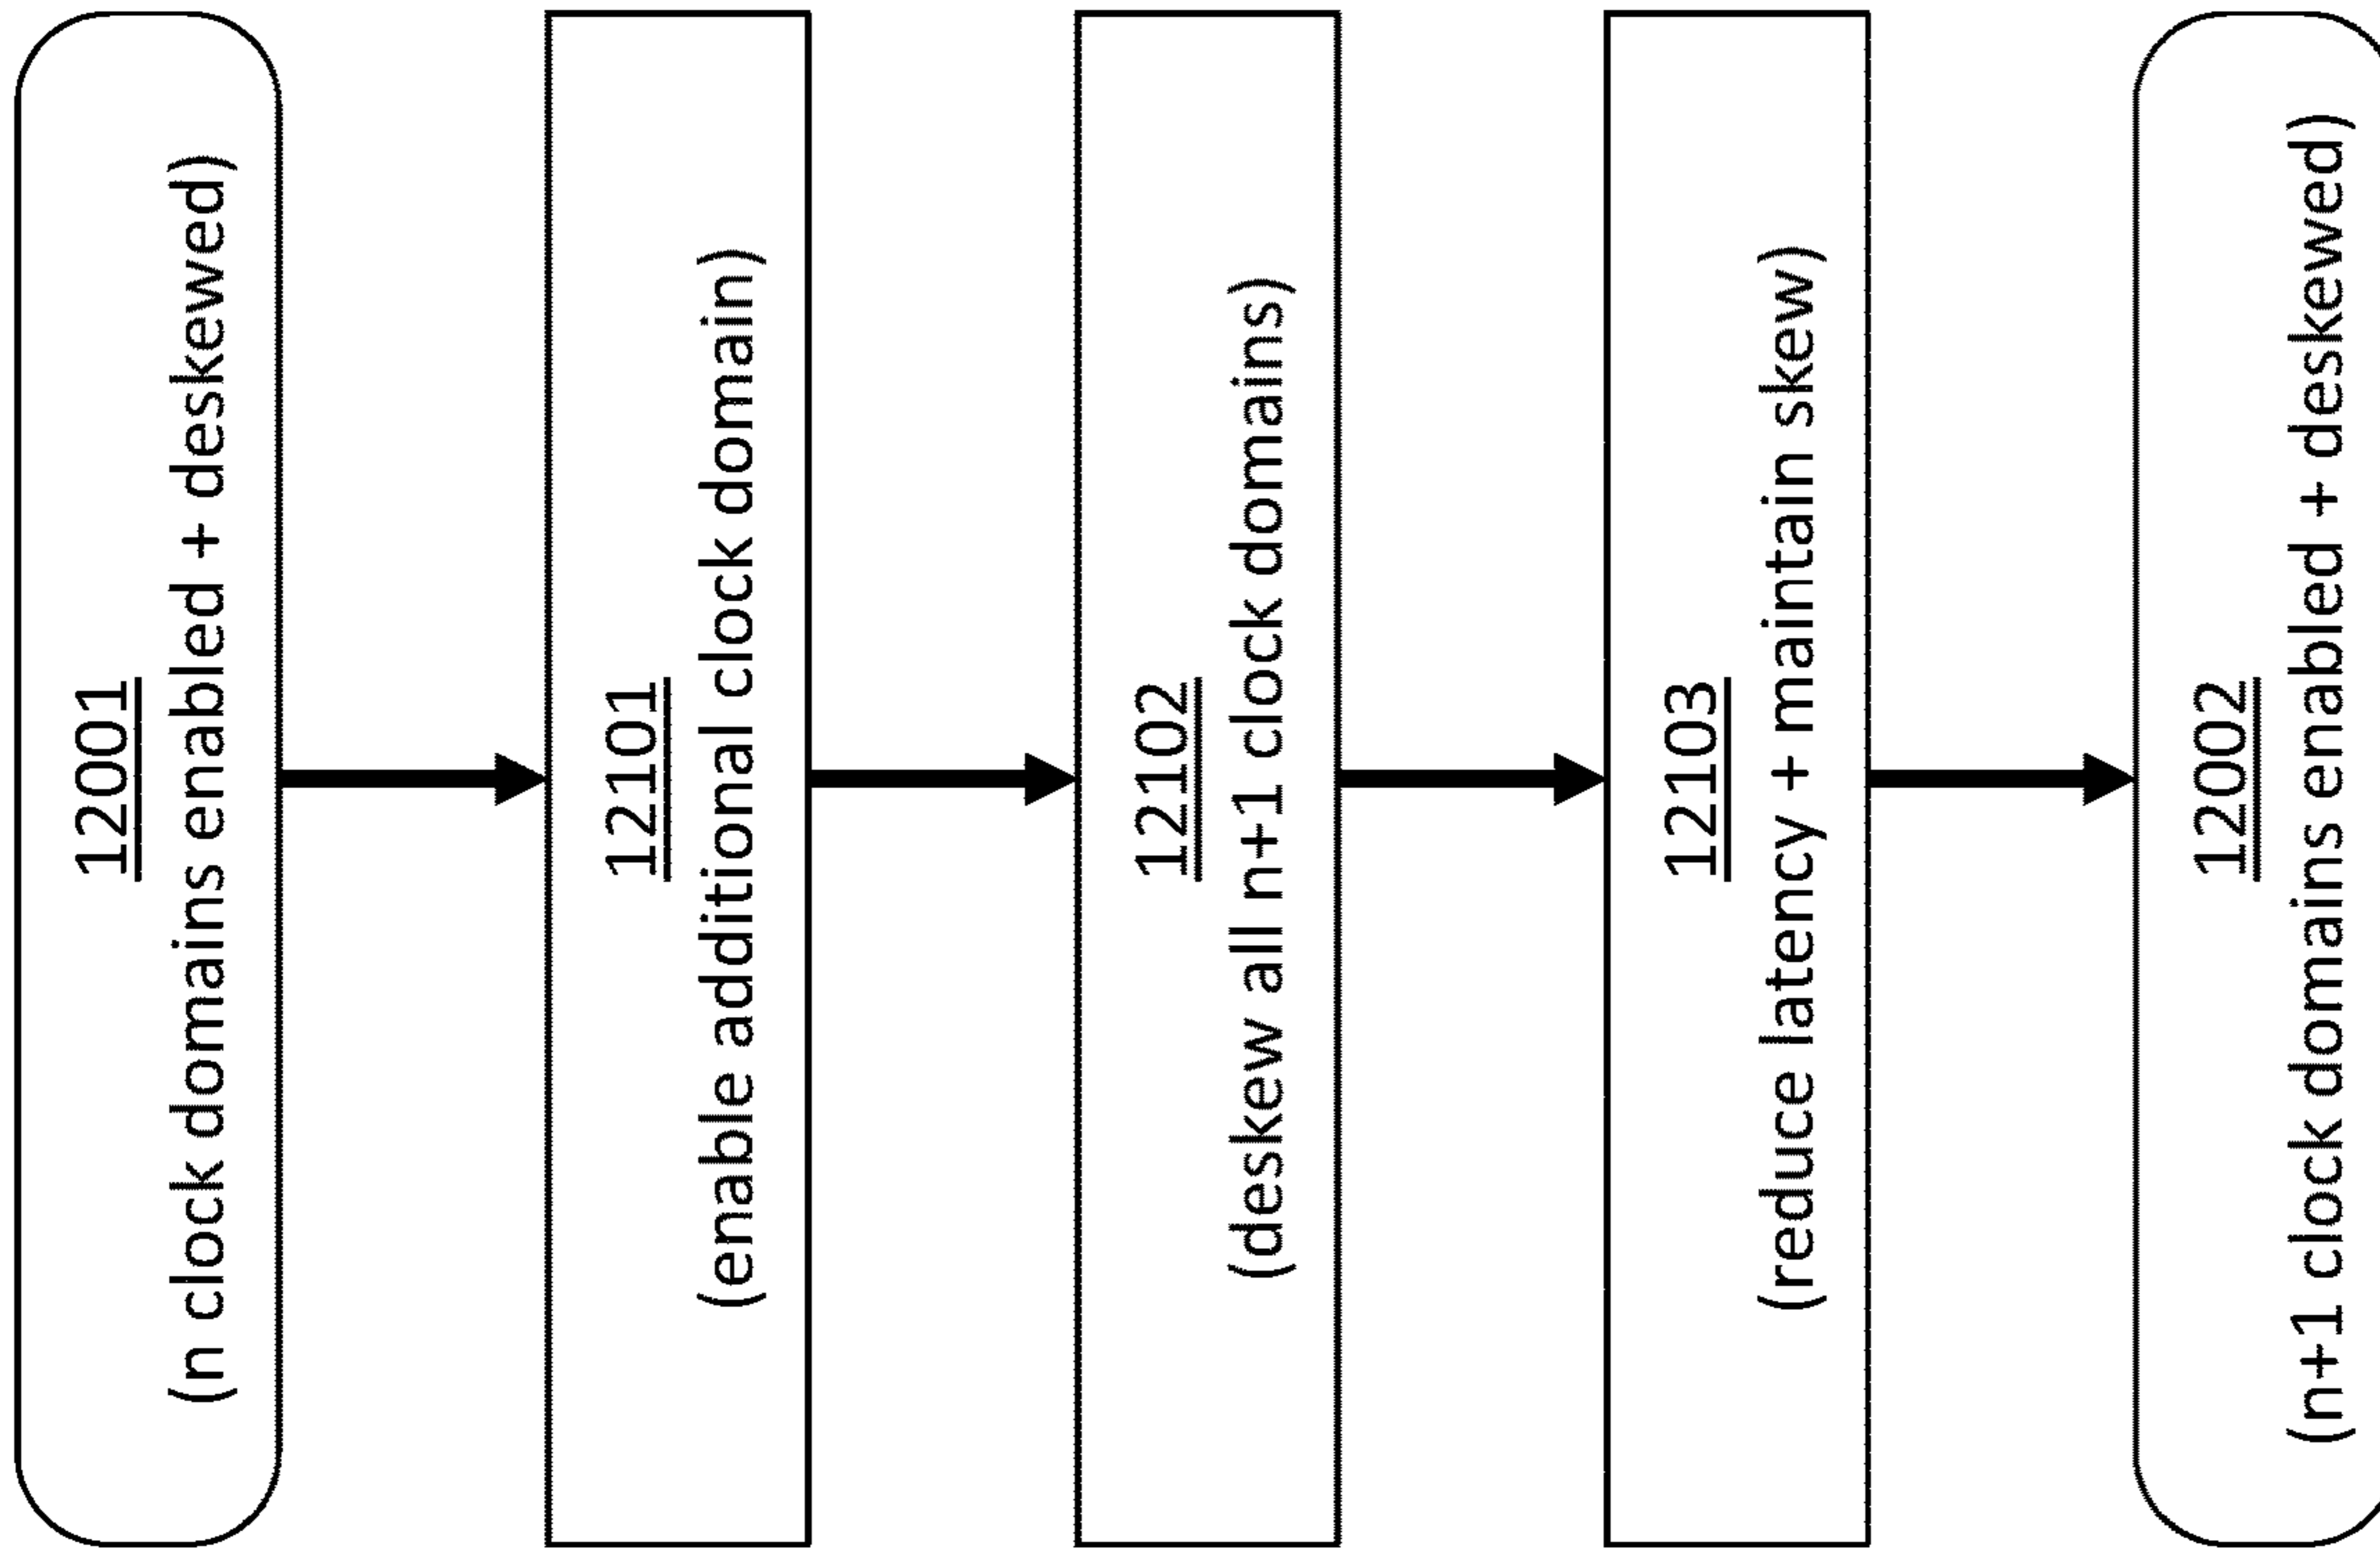 12001
(n clock domains enabled + deskewed)
12101
(enable additional clock domain)
12102
(deskew all n+1 clock domains)
12103
(reduce latency + maintain skew)
12002
(n+1 clock domains enabled + deskewed)